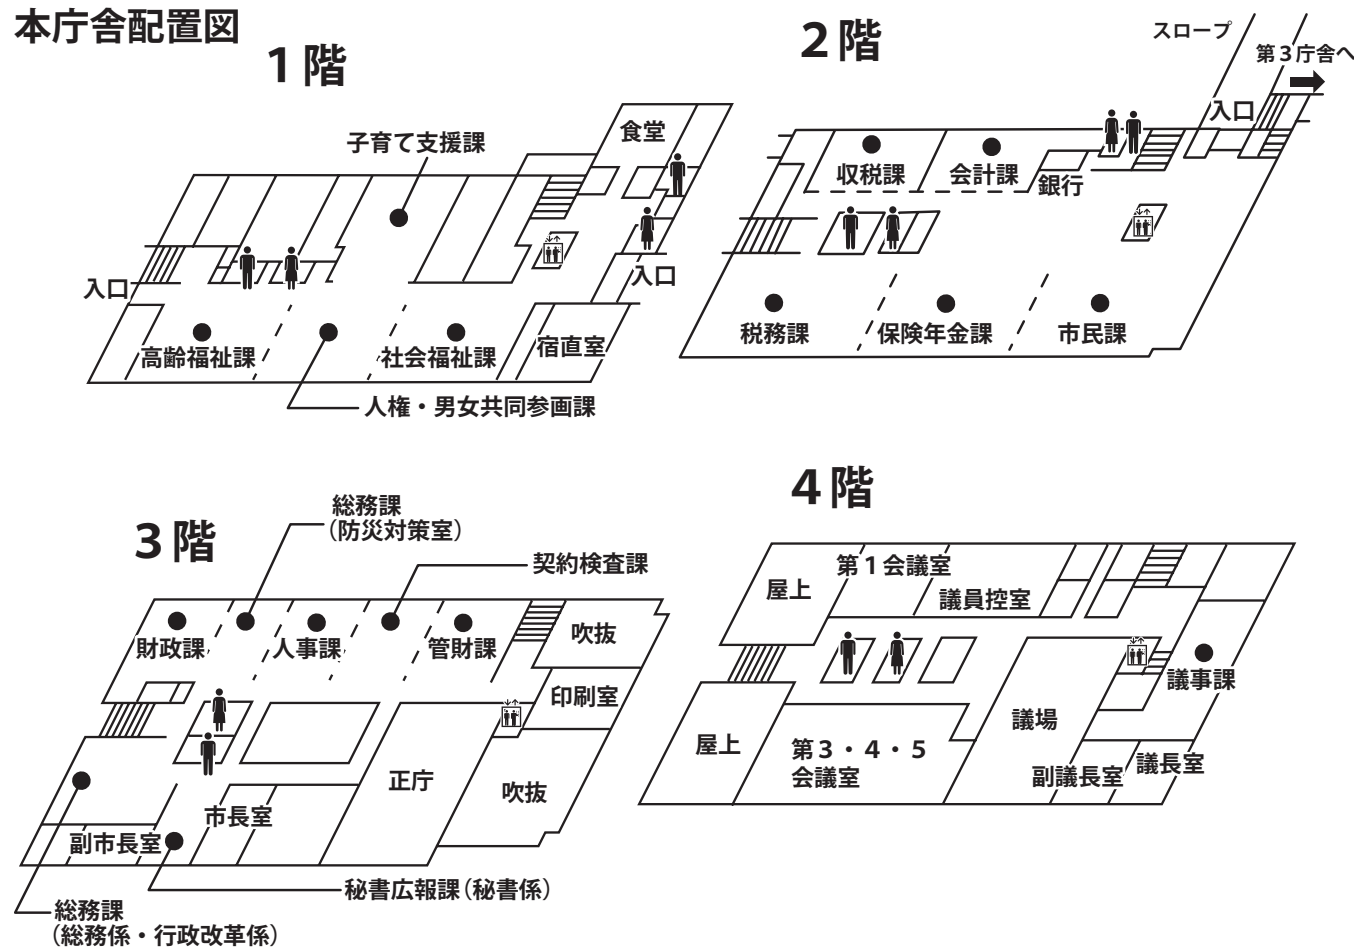 本庁舎配置図
1階
子育て支援課
食堂
入口
入口
高齢福祉課
社会福祉課
宿直室
人権・男女共同参画課
2階
スロープ
第3庁舎へ
入口
収税課
会計課
銀行
税務課
保険年金課
市民課
3階
総務課
(防災対策室)
契約検査課
財政課
人事課
管財課
吹抜
印刷室
正庁
吹抜
市長室
副市長室
秘書広報課(秘書係)
総務課
(総務係・行政改革係)
4階
屋上
第1会議室
議員控室
議事課
議場
屋上
第3・4・5
会議室
副議長室
議長室